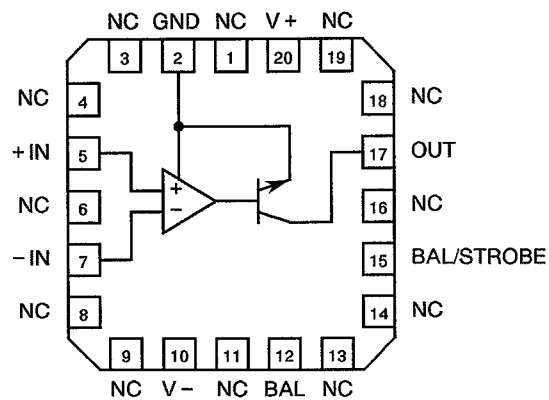 NC GND NC V+ NC
3 2 1 20 19
NC 4 18 NC
+IN 5 17 OUT
+
NC 6 16 NC
−
−IN 7 15 BAL/STROBE
NC 8 14 NC
9 10 11 12 13
NC V− NC BAL NC